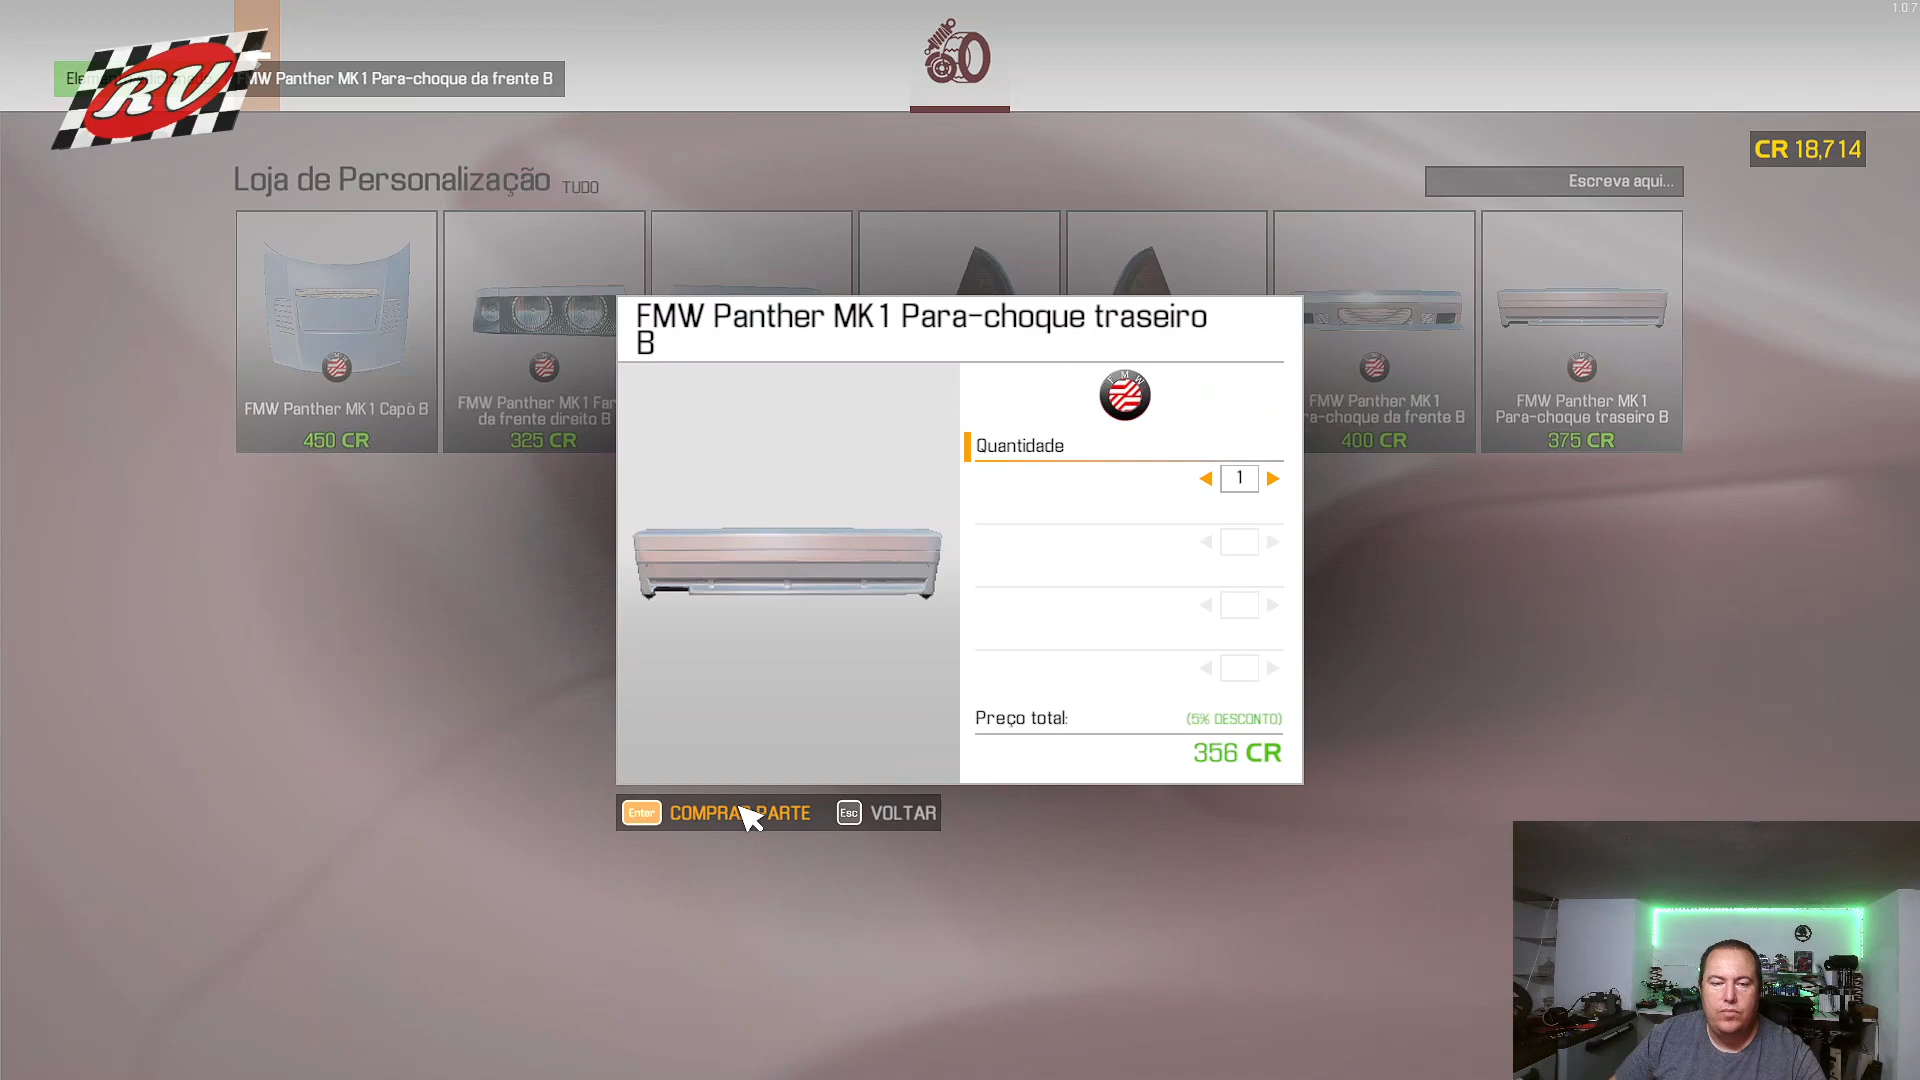 1.0.7
RV
FMW Panther MK1 Para-choque da frente B
CR 18,714
Loja de Personalização TUDO
Escreva aqui...
FMW Panther MK1 Capô B
450 CR
FMW Panther MK1
da frente direito B
325 CR
FMW Panther MK1
da frente B
400 CR
FMW Panther MK1
Para-choque traseiro B
375 CR
FMW Panther MK1 Para-choque traseiro
B
FMW
Quantidade
1
Preço total:
(5% DESCONTO)
356 CR
Enter COMPRAR PARTE Esc VOLTAR